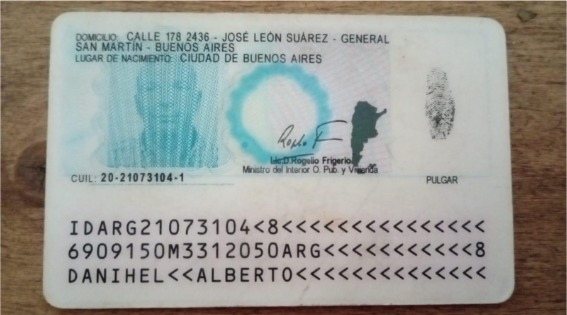 DOMICILIO: CALLE 178 2436 - JOSÉ LEÓN SUÁREZ - GENERAL
SAN MARTÍN - BUENOS AIRES
LUGAR DE NACIMIENTO: CIUDAD DE BUENOS AIRES
Lic.D.Rogelio Frigerio
Ministro del Interior O. Pub. y Vivienda
CUIL: 20-21073104-1
PULGAR
IDARG21073104<8<<<<<<<<<<<<<<<
6909150M3312050ARG<<<<<<<<<<<8
DANIHEL<<ALBERTO<<<<<<<<<<<<<<